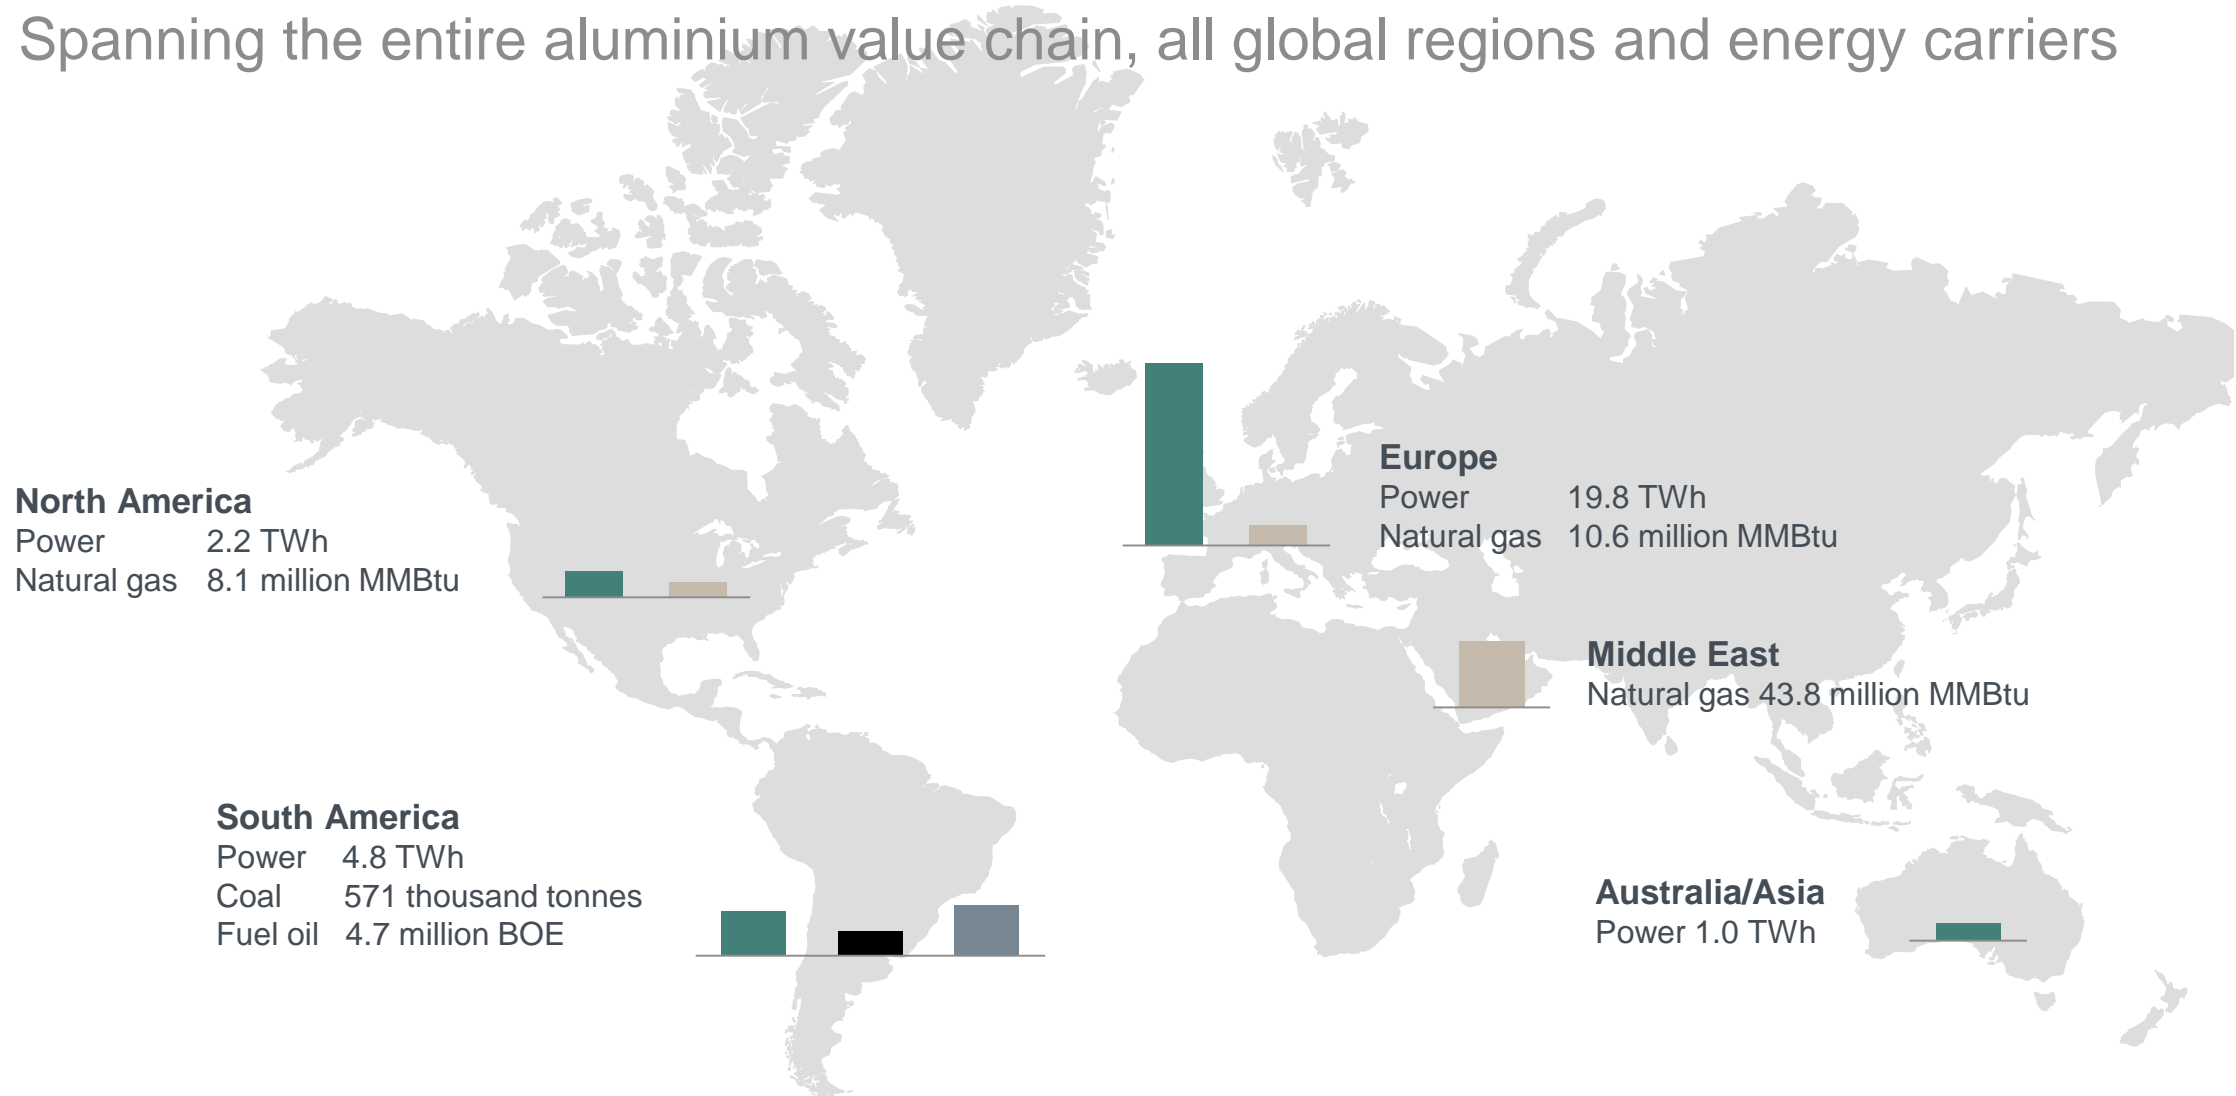 Spanning the entire aluminium value chain, all global regions and energy carriers
Europe
Power 19.8 TWh
Natural gas 10.6 million MMBtu
North America
Power 2.2 TWh
Natural gas 8.1 million MMBtu
Middle East
Natural gas 43.8 million MMBtu
South America
Power 4.8 TWh
Coal 571 thousand tonnes
Fuel oil 4.7 million BOE
Australia/Asia
Power 1.0 TWh